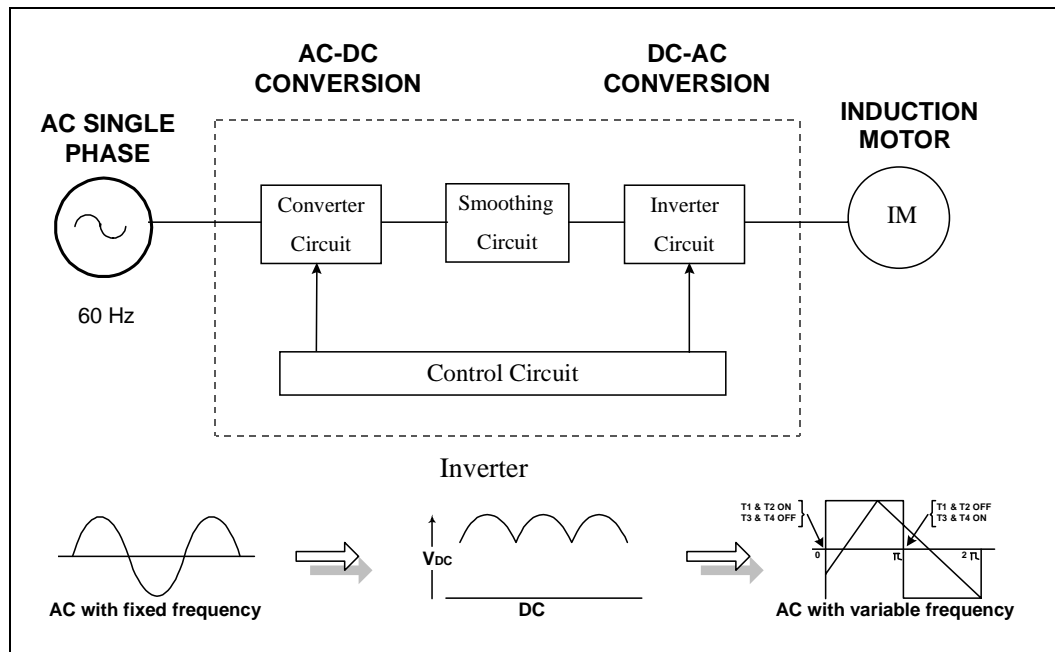 AC-DC
CONVERSION
DC-AC
CONVERSION
AC SINGLE
PHASE
INDUCTION
MOTOR
Converter
Circuit
Smoothing
Circuit
Inverter
Circuit
IM
60 Hz
Control Circuit
Inverter
T1 & T2 ON
T3 & T4 OFF
T1 & T2 OFF
T3 & T4 ON
VDC
0
π
2 π
AC with fixed frequency
DC
AC with variable frequency